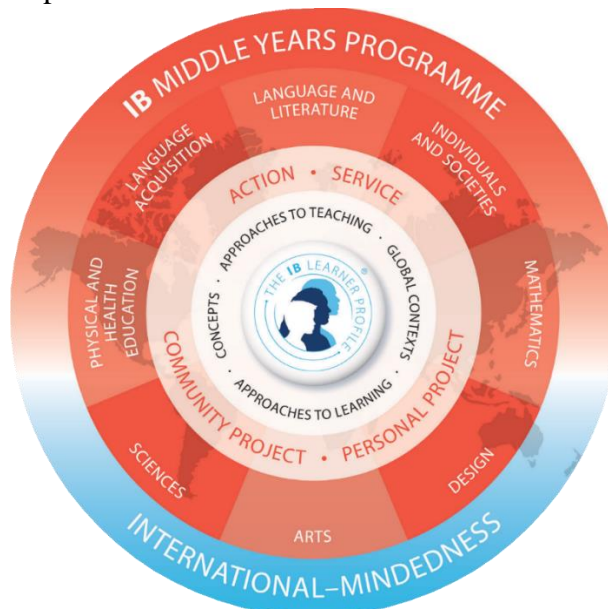 IB MIDDLE YEARS PROGRAMME
LANGUAGE AND
LITERATURE
INDIVIDUALS
AND SOCIETIES
MATHEMATICS
DESIGN
ARTS
SCIENCES
PHYSICAL AND
HEALTH
EDUCATION
LANGUAGE
ACQUISITION
ACTION • SERVICE
COMMUNITY PROJECT • PERSONAL PROJECT
APPROACHES TO TEACHING · GLOBAL CONTEXTS ·
APPROACHES TO LEARNING · CONCEPTS ·
THE IB LEARNER PROFILE ®
INTERNATIONAL–MINDEDNESS